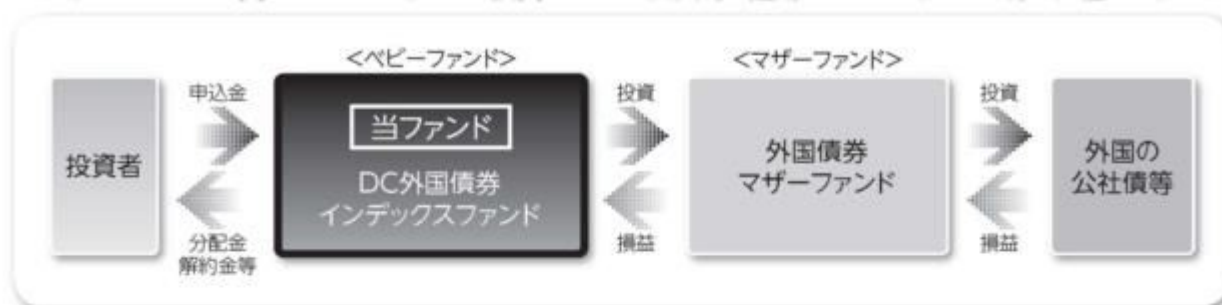 <ベビーファンド>
<マザーファンド>
投資者
申込金
分配金
解約金等
当ファンド
DC外国債券
インデックスファンド
投資
損益
外国債券
マザーファンド
投資
損益
外国の
公社債等